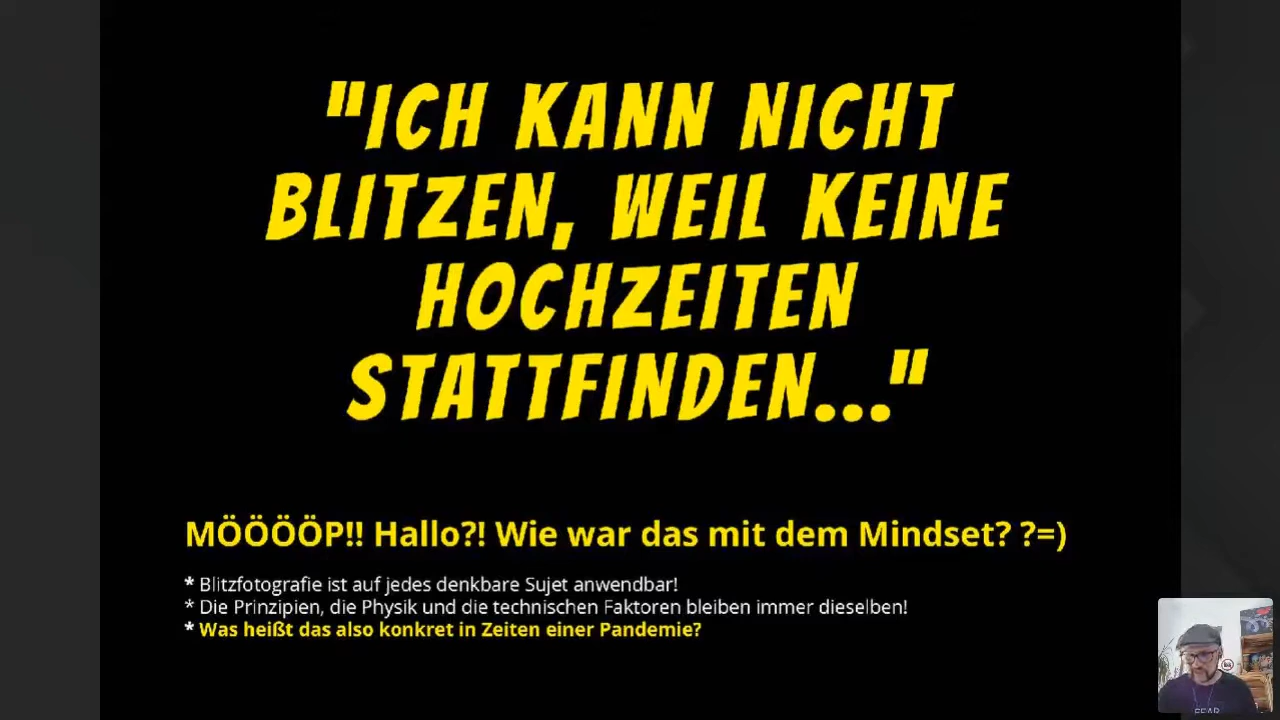 "ICH KANN NICHT
BLITZEN, WEIL KEINE
HOCHZEITEN
STATTFINDEN..."
MÖÖÖÖP!! Hallo?! Wie war das mit dem Mindset? ?=)
* Blitzfotografie ist auf jedes denkbare Sujet anwendbar!
* Die Prinzipien, die Physik und die technischen Faktoren bleiben immer dieselben!
* Was heißt das also konkret in Zeiten einer Pandemie?